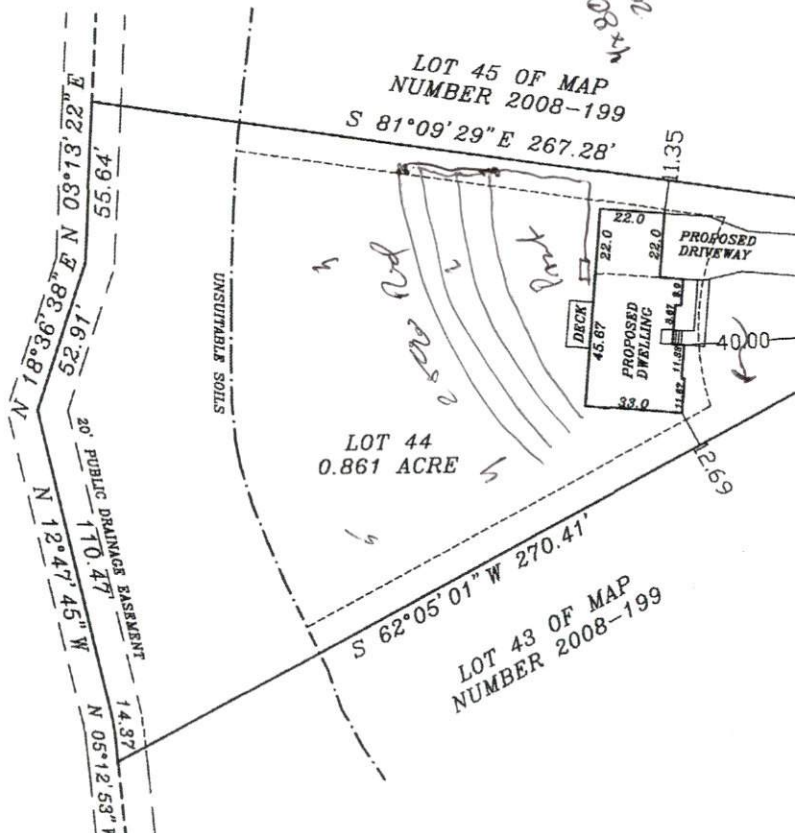 LOT 45 OF MAP
NUMBER 2008-199
S 81°09'29"E 267.28'
N 03°13'22" E
55.64'
N 18°36'38" E
52.91'
20' PUBLIC DRAINAGE EASEMENT
110.47'
N 12°47'45" W
14.37
N 05°12'53"
UNSUITABLE SOILS
LOT 44
0.861 ACRE
11.35
22.0
22.0
22.0
PROPOSED
DRIVEWAY
DECK
45.67
PROPOSED
DWELLING
33.0
11.67
40.00
12.69
S 62°05'01" W 270.41'
LOT 43 OF MAP
NUMBER 2008-199